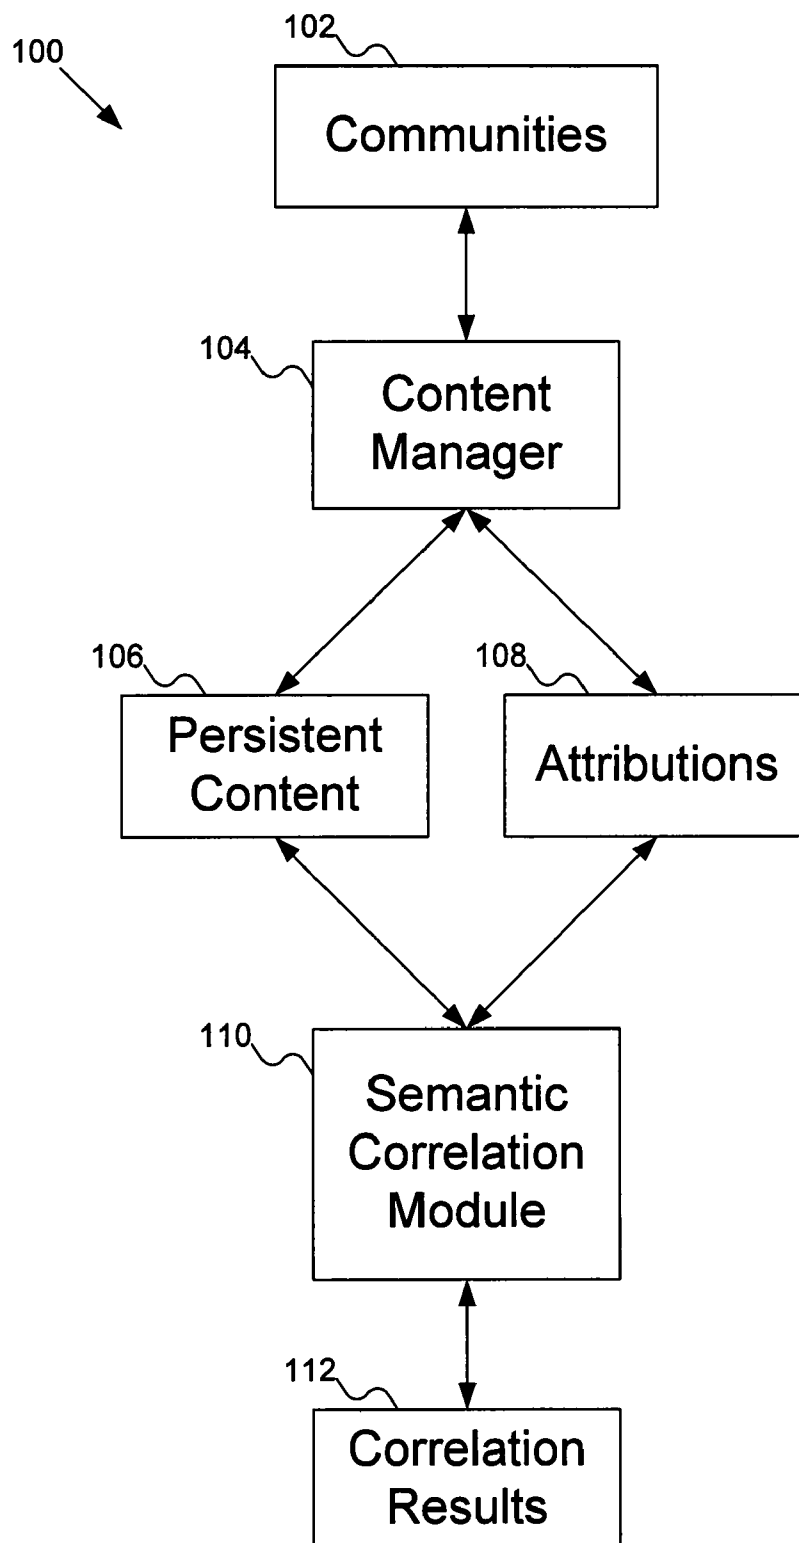 100
102
Communities
104
Content
Manager
106
Persistent
Content
108
Attributions
110
Semantic
Correlation
Module
112
Correlation
Results